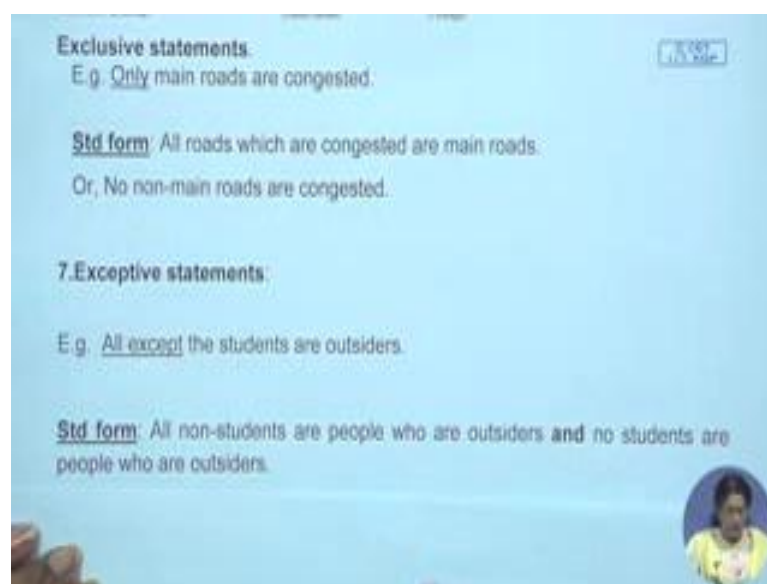 Exclusive statements.
E.g. Only main roads are congested.
Std form: All roads which are congested are main roads.
Or, No non-main roads are congested.
7.Exceptive statements:
E.g. All except the students are outsiders.
Std form: All non-students are people who are outsiders and no students are
people who are outsiders.